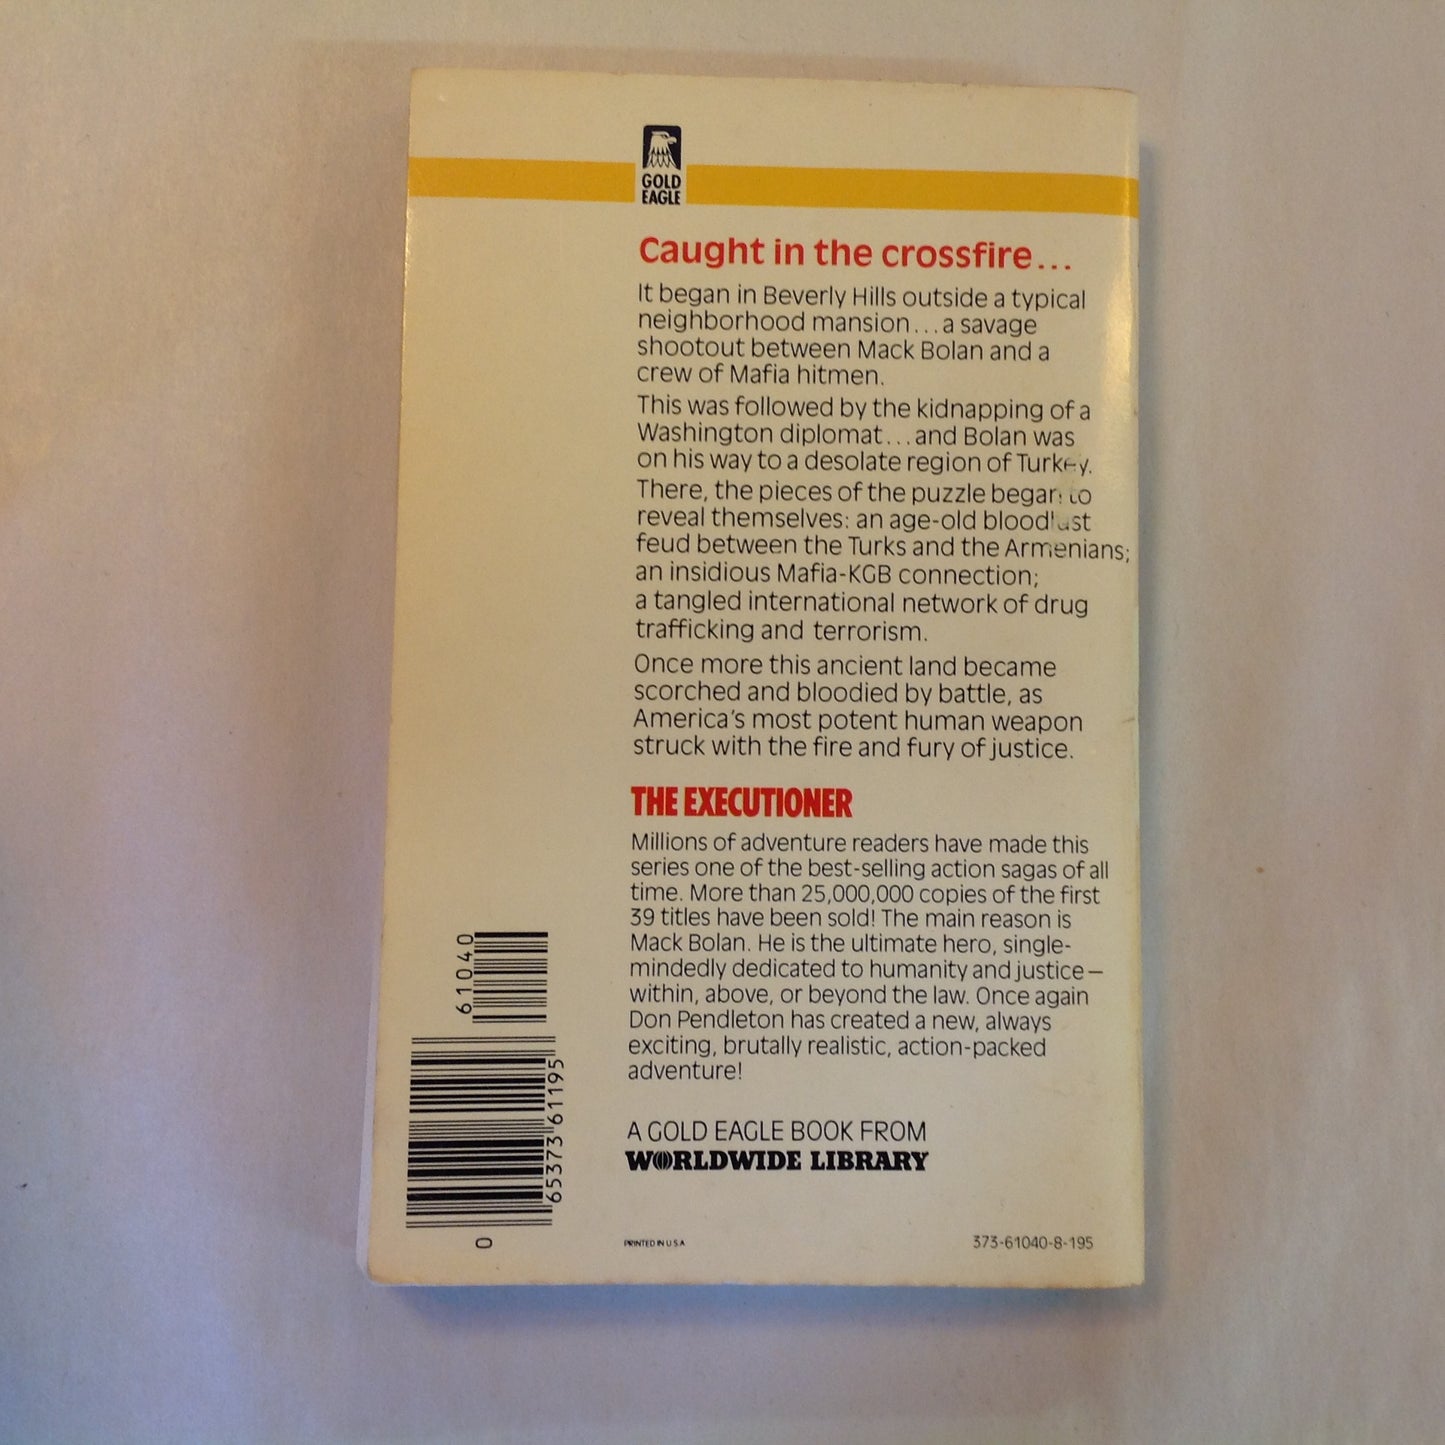 GOLD
EAGLE
Caught in the crossfire...
It began in Beverly Hills outside a typical
neighborhood mansion...a savage
shootout between Mack Bolan and a
crew of Mafia hitmen.
This was followed by the kidnapping of a
Washington diplomat...and Bolan was
on his way to a desolate region of Turkey.
There, the pieces of the puzzle began to
reveal themselves: an age-old bloodlust
feud between the Turks and the Armenians;
an insidious Mafia-KGB connection;
a tangled international network of drug
trafficking and terrorism.
Once more this ancient land became
scorched and bloodied by battle, as
America's most potent human weapon
struck with the fire and fury of justice.
THE EXECUTIONER
Millions of adventure readers have made this
series one of the best-selling action sagas of all
time. More than 25,000,000 copies of the first
39 titles have been sold! The main reason is
Mack Bolan. He is the ultimate hero, single-
mindedly dedicated to humanity and justice—
within, above, or beyond the law. Once again
Don Pendleton has created a new, always
exciting, brutally realistic, action-packed
adventure!
A GOLD EAGLE BOOK FROM
WORLDWIDE LIBRARY
PRINTED IN U.S.A
373-61040-8-195
61040
0 65373 61195